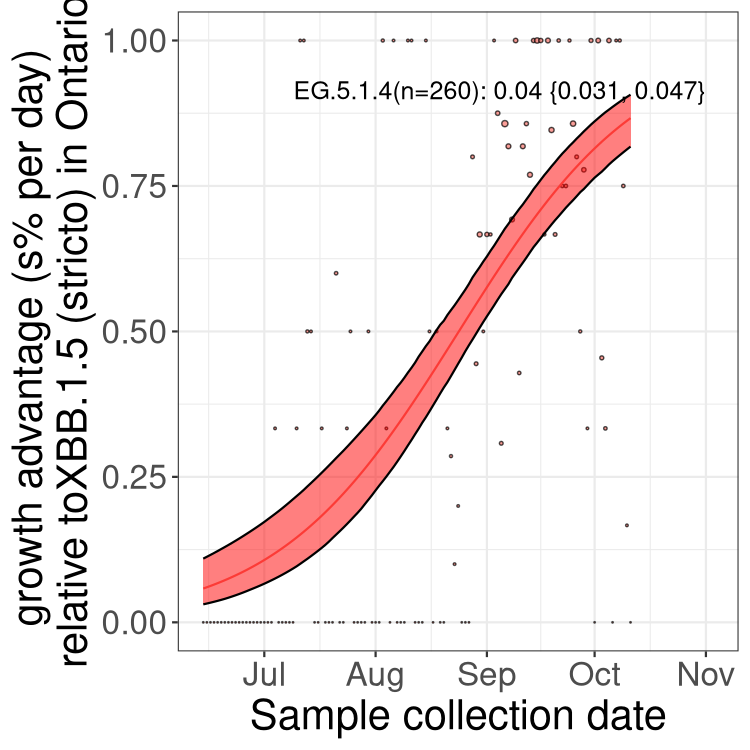 growth advantage (s% per day)
relative toXBB.1.5 (stricto) in Ontario
1.00
0.75
0.50
0.25
0.00
EG.5.1.4(n=260): 0.04 {0.031, 0.047}
Jul Aug Sep Oct Nov
Sample collection date